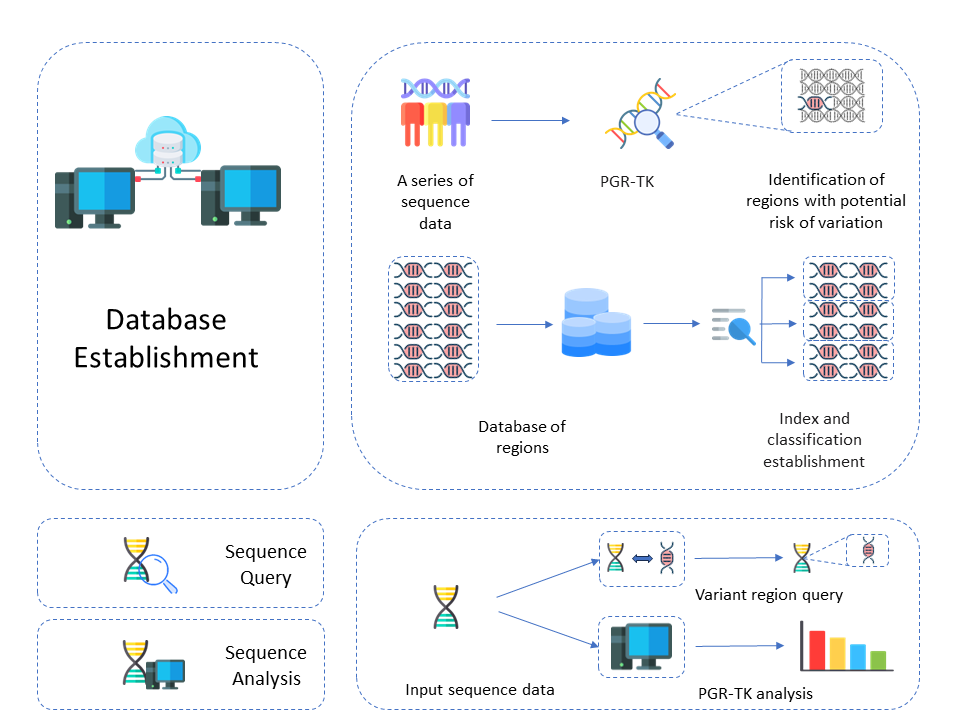 Database
Establishment
A series of
sequence
data
PGR-TK
Identification of
regions with potential
risk of variation
Database of
regions
Index and
classification
establishment
Sequence
Query
Sequence
Analysis
Input sequence data
Variant region query
PGR-TK analysis